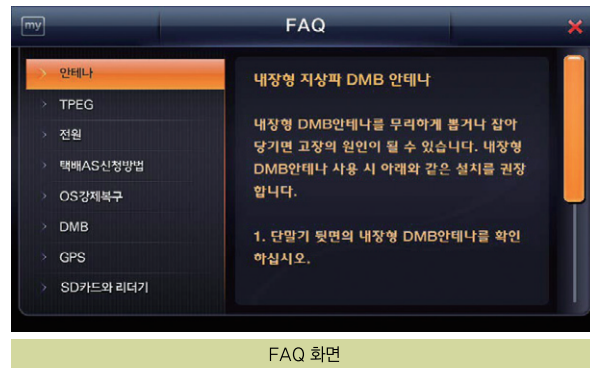 my
FAQ
안테나
TPEG
전원
택배AS신청방법
OS강제복구
DMB
GPS
SD카드와 리더기
내장형 지상파 DMB 안테나
내장형 DMB안테나를 무리하게 뽑거나 잡아
당기면 고장의 원인이 될 수 있습니다. 내장형
DMB안테나 사용 시 아래와 같은 설치를 권장
합니다.
1. 단말기 뒷면의 내장형 DMB안테나를 확인
하십시오.
FAQ 화면